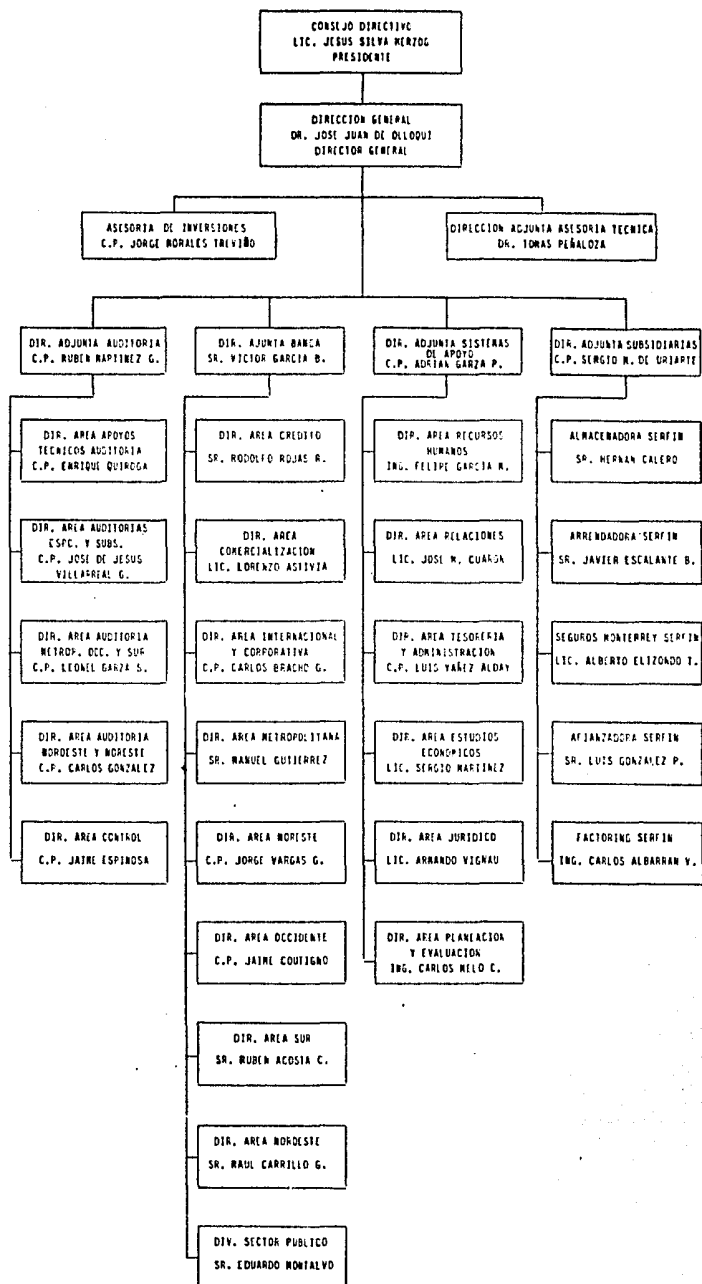 CONSEJO DIRECTIVO
LIC. JESUS SILVA HERZOG
PRESIDENTE
DIRECCION GENERAL
DR. JOSE JUAN DE OLLOQUI
DIRECTOR GENERAL
ASESORIA DE INVERSIONES
C.P. JORGE MORALES TREVIÑO
DIRECCION ADJUNTA ASESORIA TECNICA
DR. TOMAS PEÑALOZA
DIR. ADJUNTA AUDITORIA
C.P. RUBEN MARTINEZ G.
DIR. AJUNTA BANCA
SR. VICTOR GARCIA B.
DIR. ADJUNTA SISTEMAS
DE APOYO
C.P. ADRIAN GARZA P.
DIR. ADJUNTA SUBSIDIARIAS
C.P. SERGIO M. DE URIARTE
DIR. AREA APOYOS
TECNICOS AUDITORIA
C.P. ENRIQUE QUIROGA
DIR. AREA AUDITORIAS
ESPC. Y SUBS.
C.P. JOSE DE JESUS
VILLARREAL G.
DIR. AREA AUDITORIA
METROP. OCC. Y SUR
C.P. LEONEL GARZA S.
DIR. AREA AUDITORIA
NOROESTE Y NORESTE
C.P. CARLOS GONZALEZ
DIR. AREA CONTROL
C.P. JAIME ESPINOSA
DIR. AREA CREDITO
SR. RODOLFO ROJAS R.
DIR. AREA
COMERCIALIZACION
LIC. LORENZO ASTIVIA
DIR. AREA INTERNACIONAL
Y CORPORATIVA
C.P. CARLOS BRACHO G.
DIR. AREA METROPOLITANA
SR. MANUEL GUTIERREZ
DIR. AREA NORESTE
C.P. JORGE VARGAS G.
DIR. AREA OCCIDENTE
C.P. JAIME COUTIGNO
DIR. AREA SUR
SR. RUBEN ACOSTA C.
DIR. AREA NOROESTE
SR. RAUL CARRILLO G.
DIV. SECTOR PUBLICO
SR. EDUARDO MONTALVO
DIR. AREA RECURSOS
HUMANOS
ING. FELIPE GARCIA M.
DIR. AREA RELACIONES
LIC. JOSE M. CUARON
DIR. AREA TESORERIA
Y ADMINISTRACION
C.P. LUIS YAÑEZ ALDAY
DIR. AREA ESTUDIOS
ECONOMICOS
LIC. SERGIO MARTINEZ
DIR. AREA JURIDICO
LIC. ARMANDO VIGNAU
DIR. AREA PLANEACION
Y EVALUACION
ING. CARLOS MELO C.
ALMACENADORA SERFIN
SR. HERNAN CALERO
ARRENDADORA SERFIN
SR. JAVIER ESCALANTE B.
SEGUROS MONTERREY SERFIN
LIC. ALBERTO ELIZONDO T.
AFIANZADORA SERFIN
SR. LUIS GONZALEZ P.
FACTORING SERFIN
ING. CARLOS ALBARRAN V.